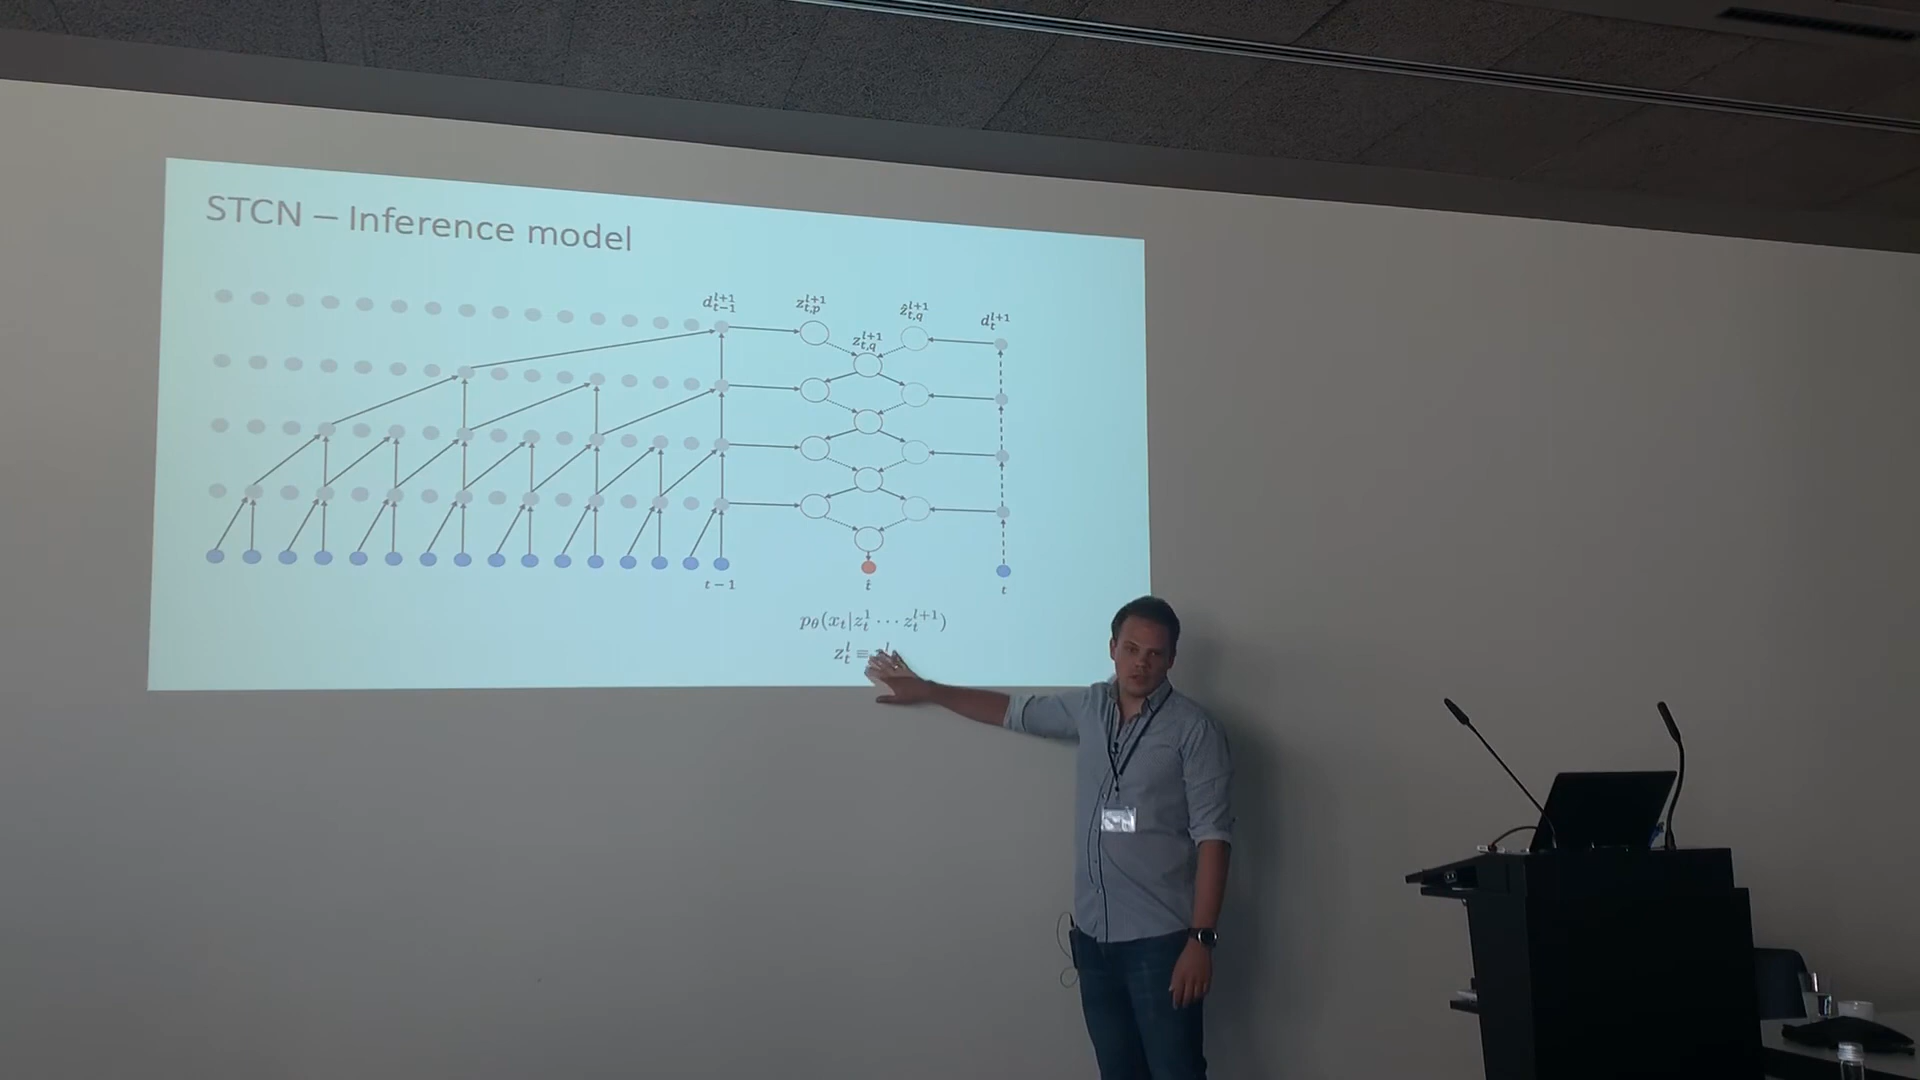 STCN – Inference model
d_{t-1}^{l+1} z_{t,p}^{l+1} z_{t,q}^{l+1} ẑ_{t,q}^{l+1} d_t^{l+1}
t − 1 t t
p_θ(x_t|z_t^1 ⋯ z_t^{l+1})
z_t^l ≡